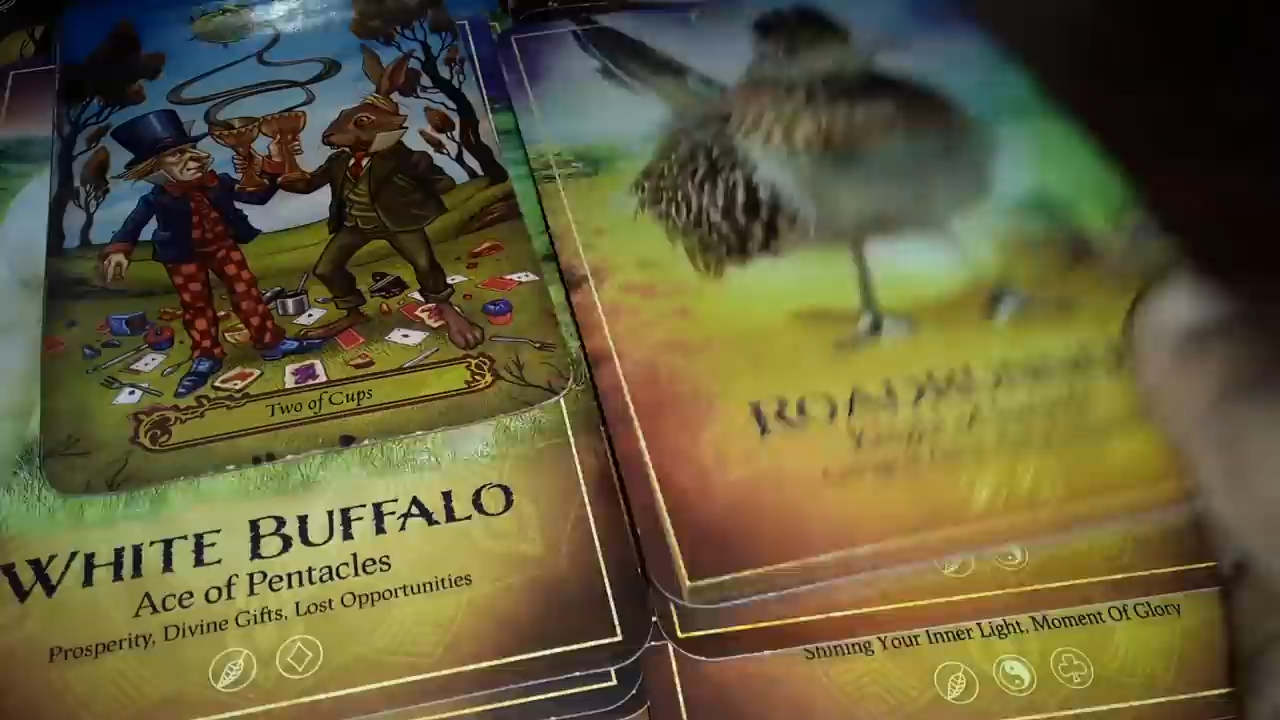 Two of Cups
WHITE BUFFALO
Ace of Pentacles
Prosperity, Divine Gifts, Lost Opportunities
Shining Your Inner Light, Moment Of Glory